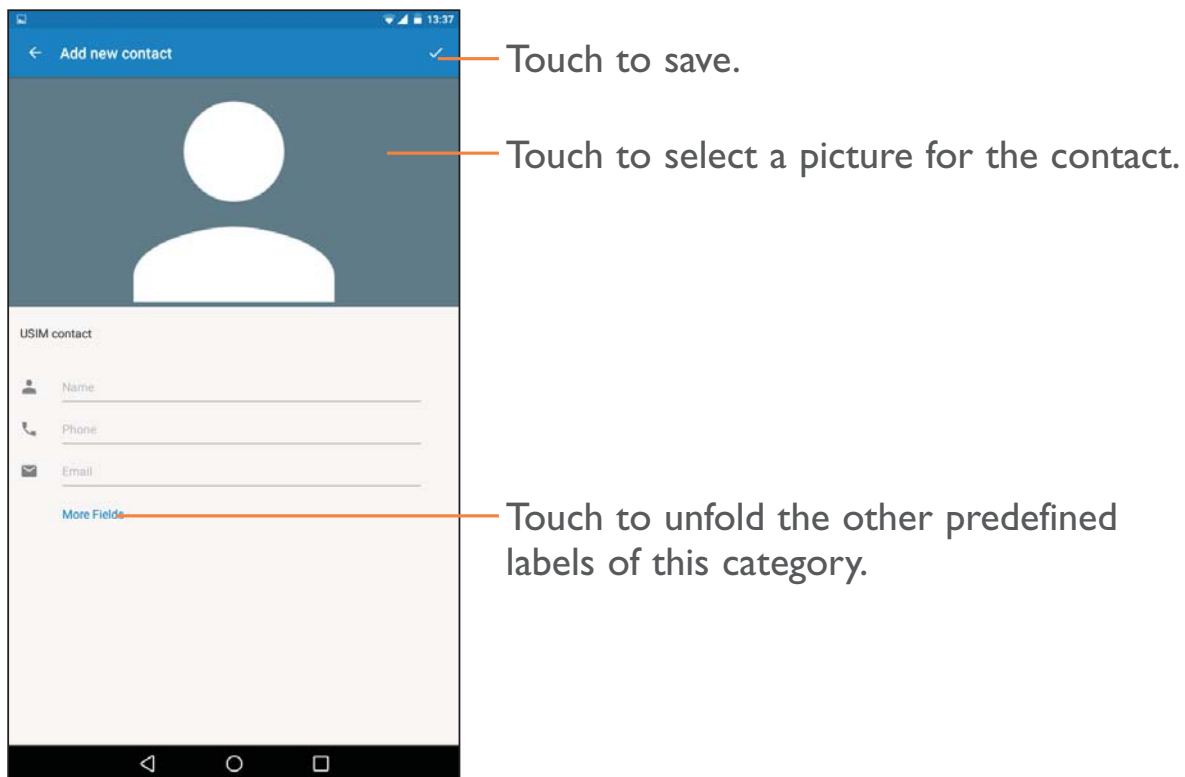 13:37
Add new contact
Touch to save.
Touch to select a picture for the contact.
USIM contact
Name
Phone
Email
More Fields
Touch to unfold the other predefined
labels of this category.